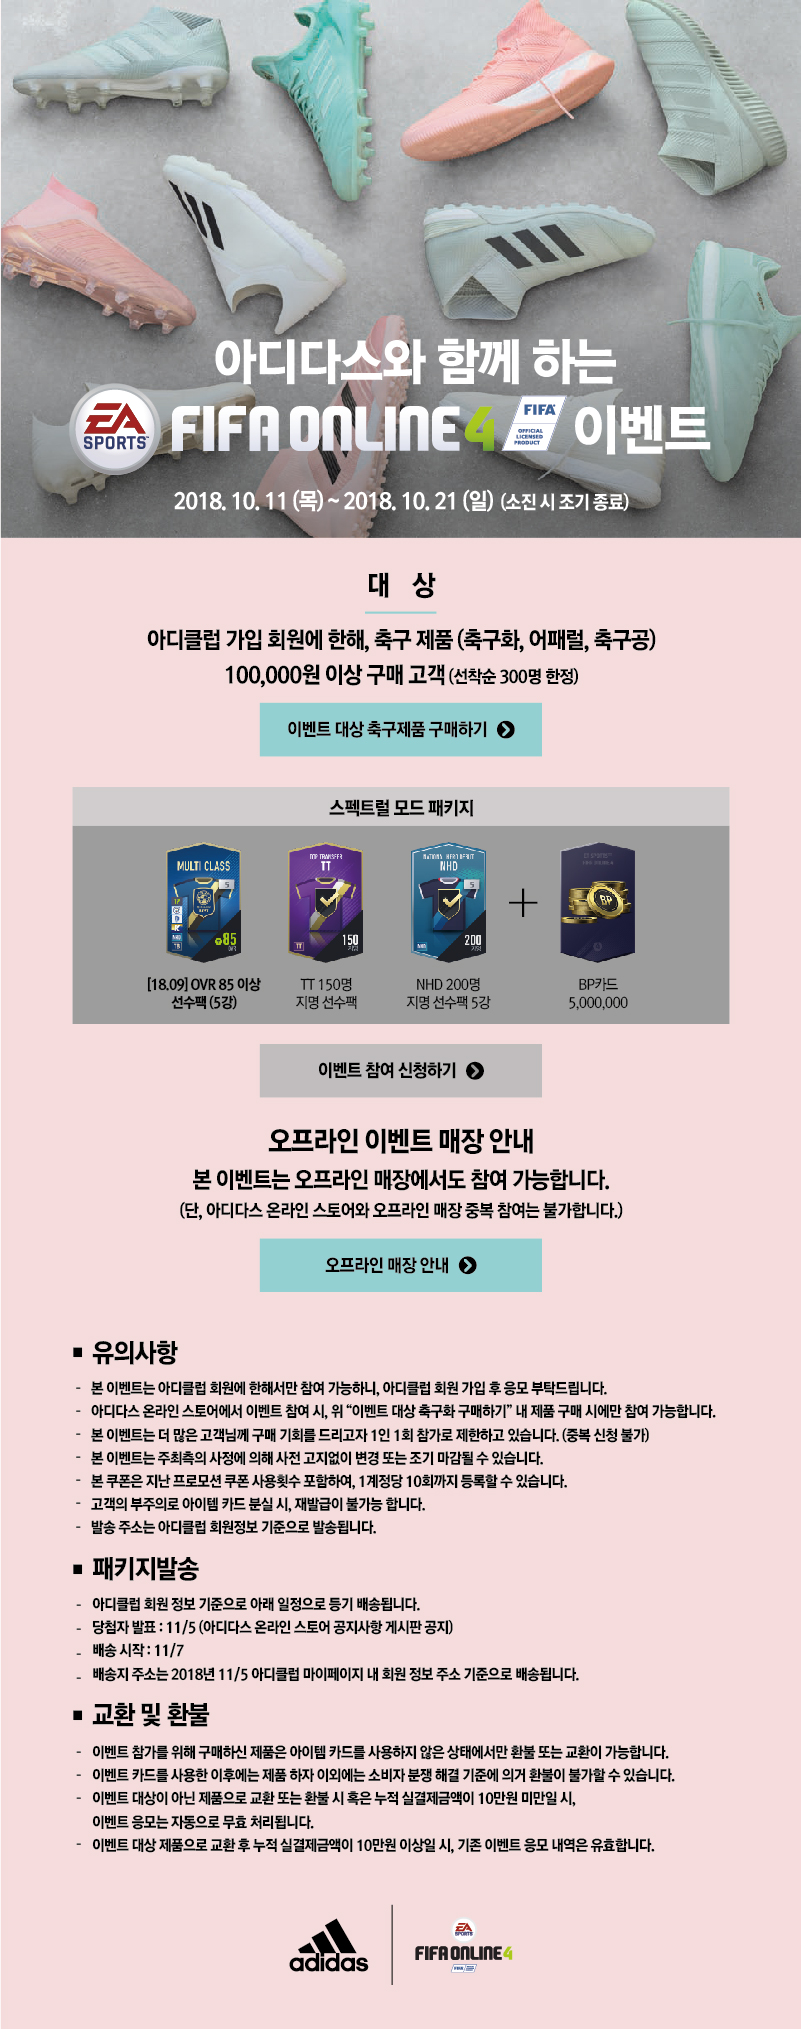 아디다스와 함께 하는
EA SPORTS FIFA ONLINE 4 FIFA OFFICIAL LICENSED PRODUCT 이벤트
2018. 10. 11 (목) ~ 2018. 10. 21 (일) (소진 시 조기 종료)
대 상
아디클럽 가입 회원에 한해, 축구 제품 (축구화, 어패럴, 축구공)
100,000원 이상 구매 고객 (선착순 300명 한정)
이벤트 대상 축구제품 구매하기
스펙트럴 모드 패키지
MULTI CLASS
5
85
OVR
TOP TRANSFER
TT
150
TT
NATIONAL HERO DEBUT
NHD
5
200
NHD
BP
[18.09] OVR 85 이상
선수팩 (5강)
TT 150명
지명 선수팩
NHD 200명
지명 선수팩 5강
BP카드
5,000,000
이벤트 참여 신청하기
오프라인 이벤트 매장 안내
본 이벤트는 오프라인 매장에서도 참여 가능합니다.
(단, 아디다스 온라인 스토어와 오프라인 매장 중복 참여는 불가합니다.)
오프라인 매장 안내
■ 유의사항
- 본 이벤트는 아디클럽 회원에 한해서만 참여 가능하니, 아디클럽 회원 가입 후 응모 부탁드립니다.
- 아디다스 온라인 스토어에서 이벤트 참여 시, 위 “이벤트 대상 축구화 구매하기” 내 제품 구매 시에만 참여 가능합니다.
- 본 이벤트는 더 많은 고객님께 구매 기회를 드리고자 1인 1회 참가로 제한하고 있습니다. (중복 신청 불가)
- 본 이벤트는 주최측의 사정에 의해 사전 고지없이 변경 또는 조기 마감될 수 있습니다.
- 본 쿠폰은 지난 프로모션 쿠폰 사용횟수 포함하여, 1계정당 10회까지 등록할 수 있습니다.
- 고객의 부주의로 아이템 카드 분실 시, 재발급이 불가능 합니다.
- 발송 주소는 아디클럽 회원정보 기준으로 발송됩니다.
■ 패키지발송
- 아디클럽 회원 정보 기준으로 아래 일정으로 등기 배송됩니다.
- 당첨자 발표 : 11/5 (아디다스 온라인 스토어 공지사항 게시판 공지)
- 배송 시작 : 11/7
- 배송지 주소는 2018년 11/5 아디클럽 마이페이지 내 회원 정보 주소 기준으로 배송됩니다.
■ 교환 및 환불
- 이벤트 참가를 위해 구매하신 제품은 아이템 카드를 사용하지 않은 상태에서만 환불 또는 교환이 가능합니다.
- 이벤트 카드를 사용한 이후에는 제품 하자 이외에는 소비자 분쟁 해결 기준에 의거 환불이 불가할 수 있습니다.
- 이벤트 대상이 아닌 제품으로 교환 또는 환불 시 혹은 누적 실결제금액이 10만원 미만일 시,
이벤트 응모는 자동으로 무효 처리됩니다.
- 이벤트 대상 제품으로 교환 후 누적 실결제금액이 10만원 이상일 시, 기존 이벤트 응모 내역은 유효합니다.
adidas
EA SPORTS
FIFA ONLINE 4